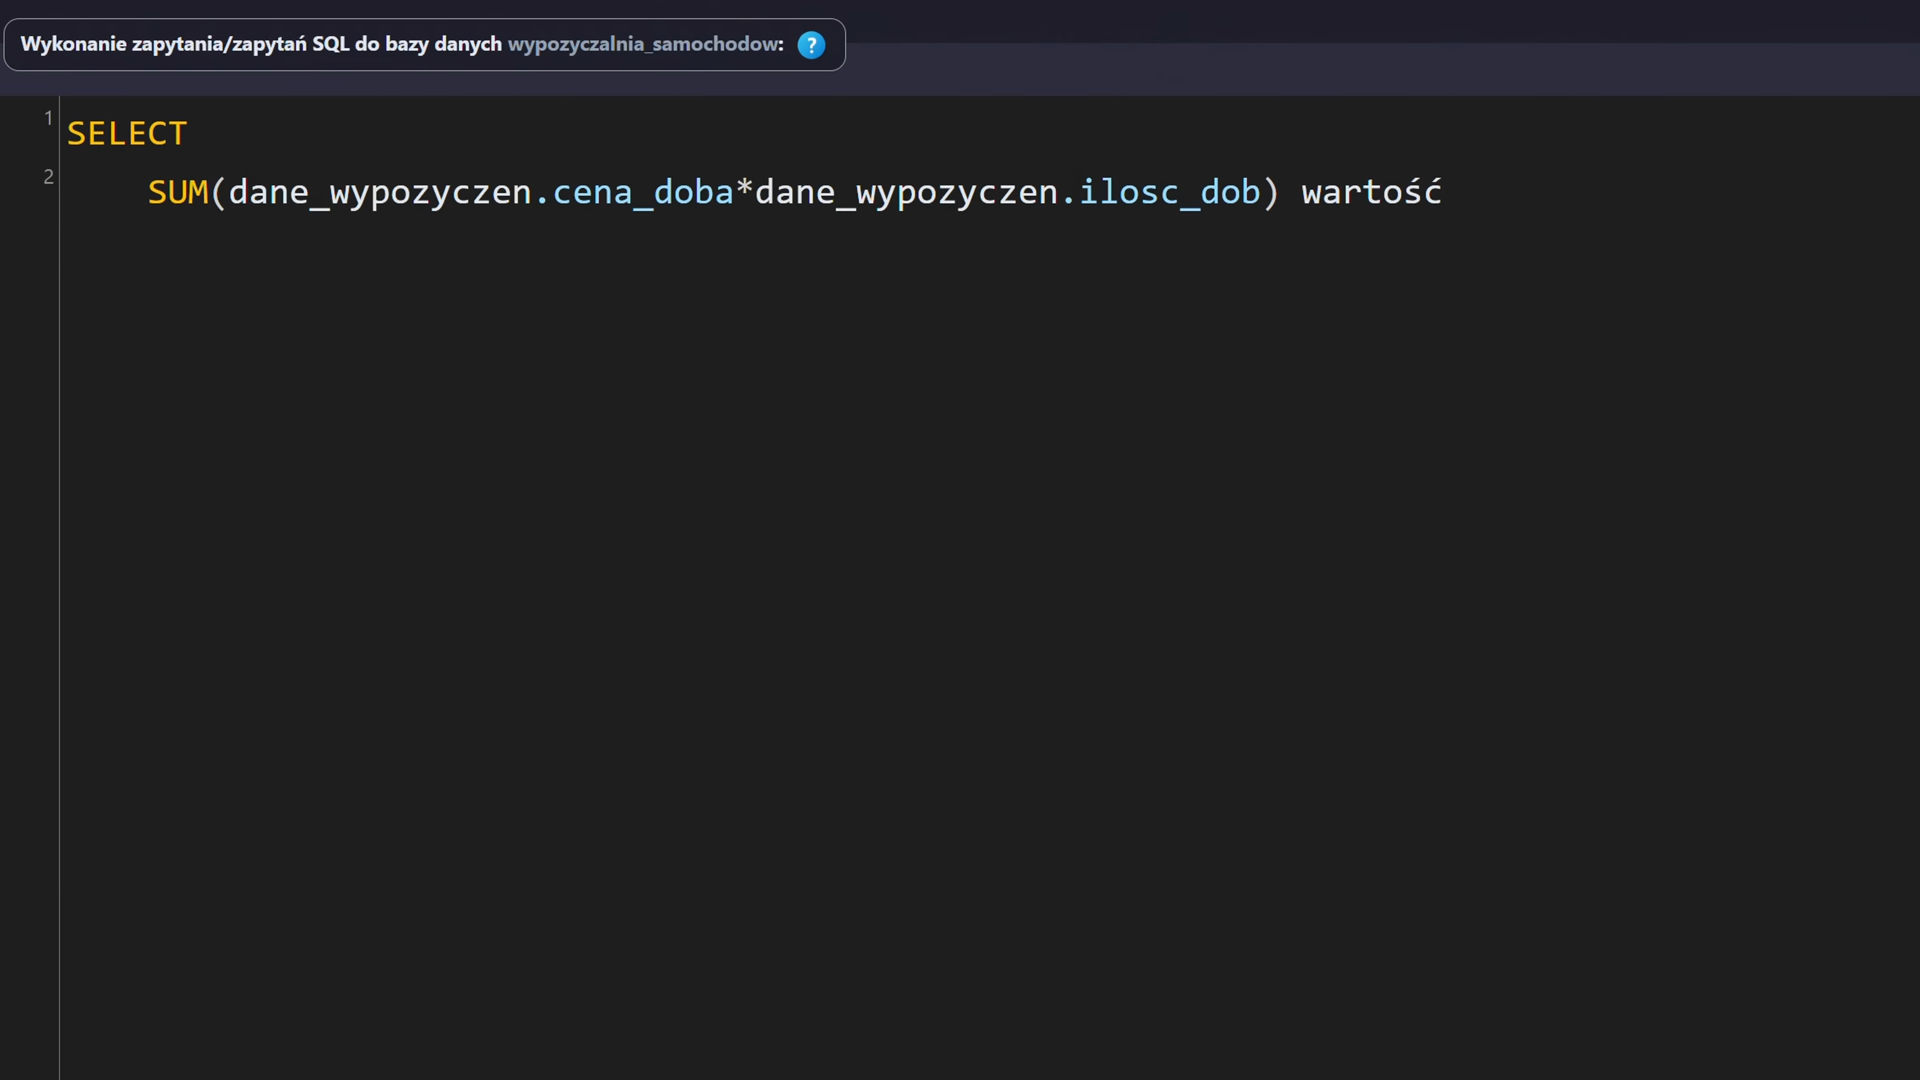 Wykonanie zapytania/zapytań SQL do bazy danych wypozyczalnia_samochodow: ?
1 SELECT
2 SUM(dane_wypozyczen.cena_doba*dane_wypozyczen.ilosc_dob) wartość